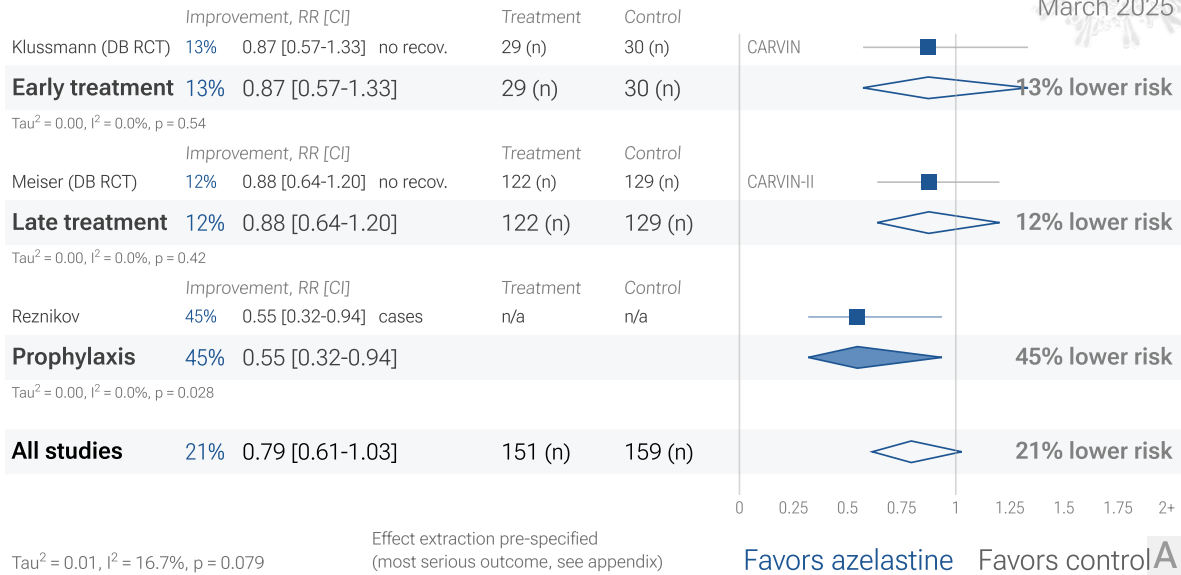 March 2025
Improvement, RR [CI] Treatment Control
Klussmann (DB RCT) 13% 0.87 [0.57-1.33] no recov. 29 (n) 30 (n) CARVIN
Early treatment 13% 0.87 [0.57-1.33] 29 (n) 30 (n) 13% lower risk
Tau² = 0.00, I² = 0.0%, p = 0.54
Improvement, RR [CI] Treatment Control
Meiser (DB RCT) 12% 0.88 [0.64-1.20] no recov. 122 (n) 129 (n) CARVIN-II
Late treatment 12% 0.88 [0.64-1.20] 122 (n) 129 (n) 12% lower risk
Tau² = 0.00, I² = 0.0%, p = 0.42
Improvement, RR [CI] Treatment Control
Reznikov 45% 0.55 [0.32-0.94] cases n/a n/a
Prophylaxis 45% 0.55 [0.32-0.94] 45% lower risk
Tau² = 0.00, I² = 0.0%, p = 0.028
All studies 21% 0.79 [0.61-1.03] 151 (n) 159 (n) 21% lower risk
0 0.25 0.5 0.75 1 1.25 1.5 1.75 2+
Tau² = 0.01, I² = 16.7%, p = 0.079
Effect extraction pre-specified
(most serious outcome, see appendix)
Favors azelastine Favors control
A